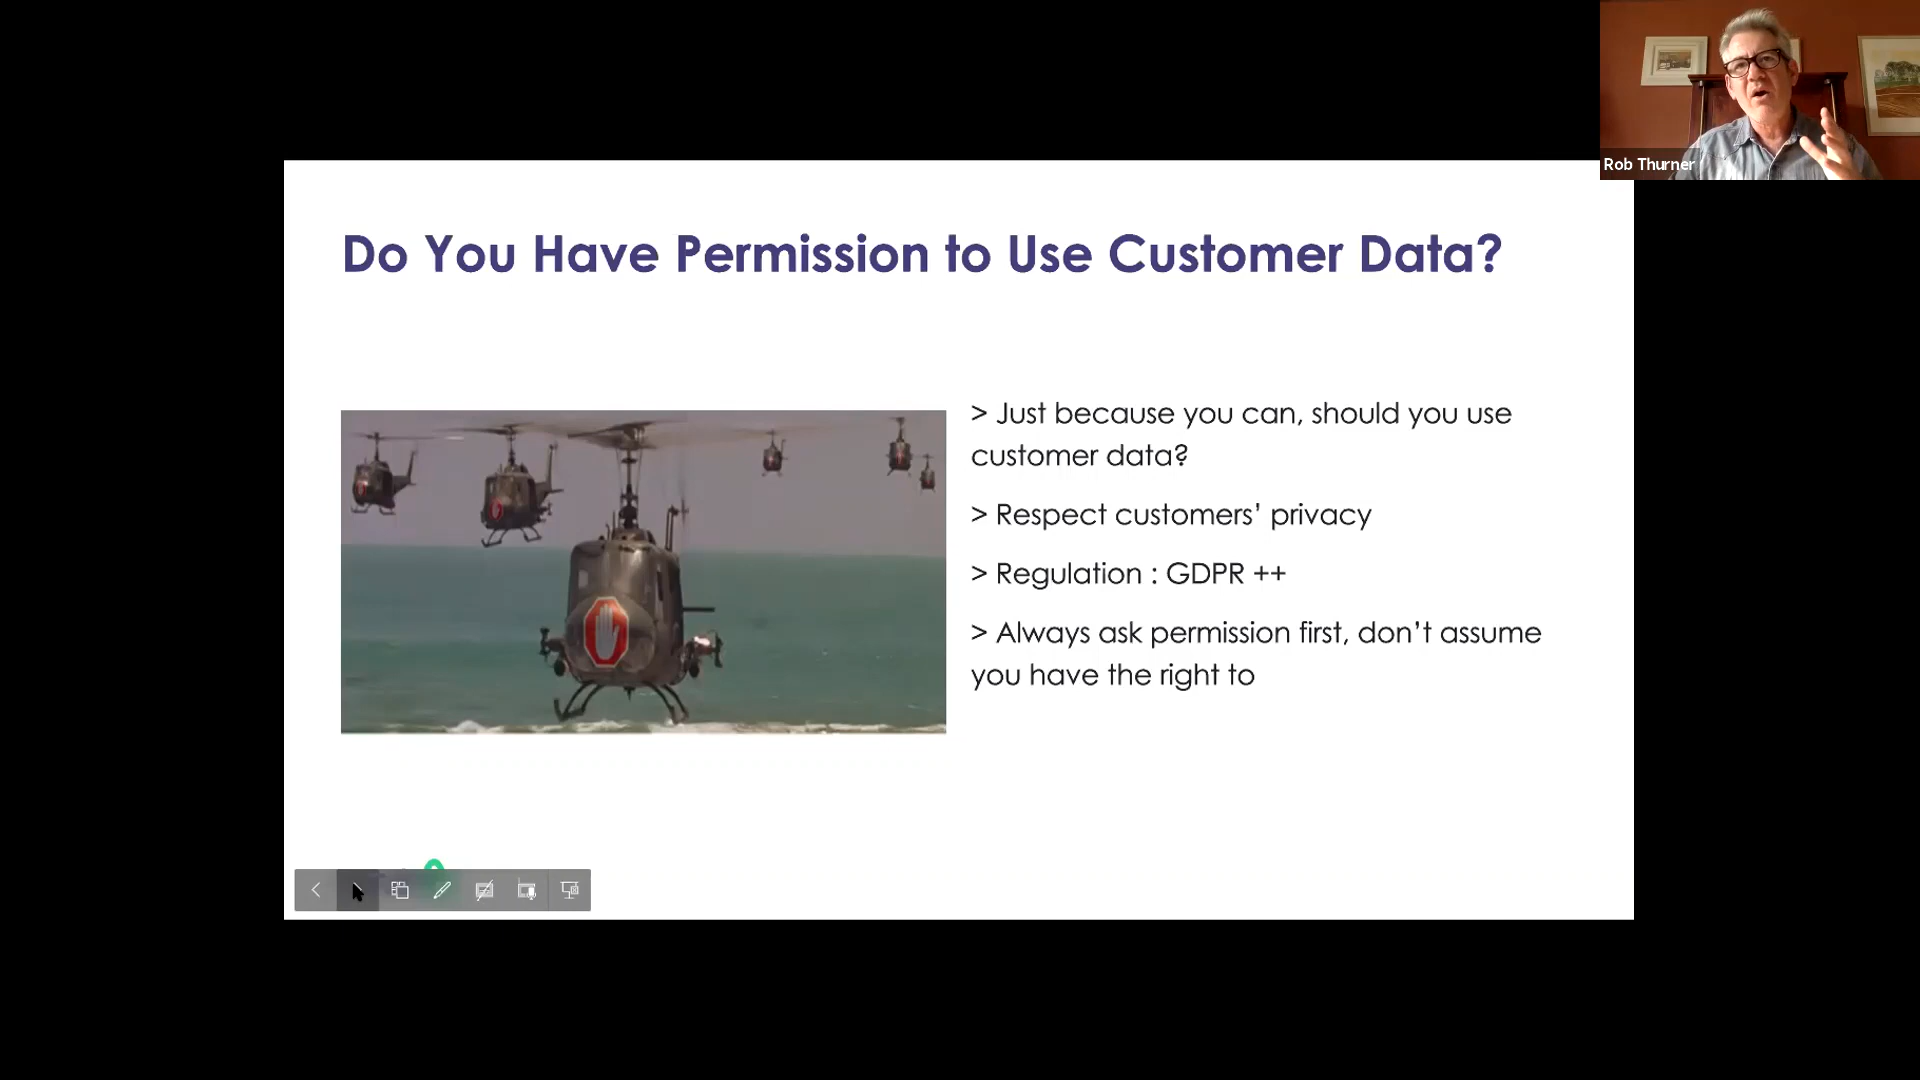 Rob Thurner
Do You Have Permission to Use Customer Data?
> Just because you can, should you use
customer data?
> Respect customers’ privacy
> Regulation : GDPR ++
> Always ask permission first, don’t assume
you have the right to